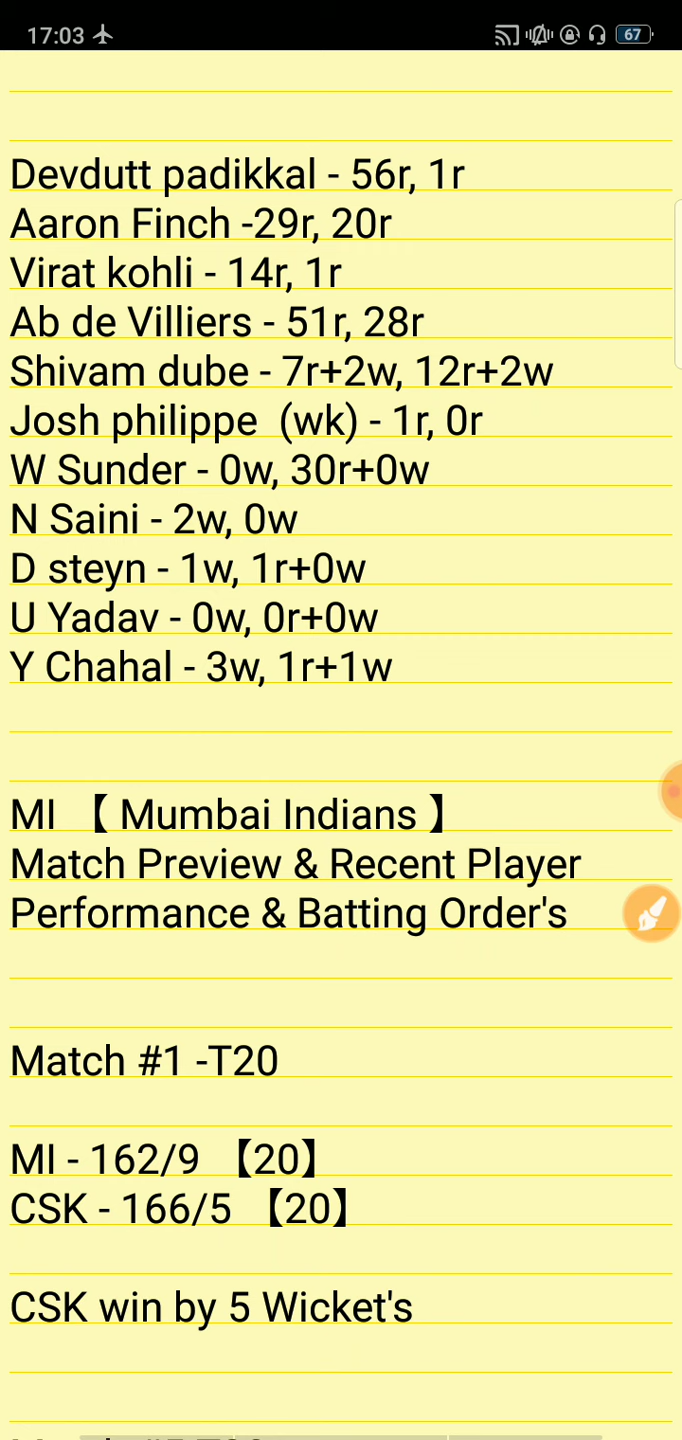 17:03
67
Devdutt padikkal - 56r, 1r
Aaron Finch -29r, 20r
Virat kohli - 14r, 1r
Ab de Villiers - 51r, 28r
Shivam dube - 7r+2w, 12r+2w
Josh philippe  (wk) - 1r, 0r
W Sunder - 0w, 30r+0w
N Saini - 2w, 0w
D steyn - 1w, 1r+0w
U Yadav - 0w, 0r+0w
Y Chahal - 3w, 1r+1w
MI 【 Mumbai Indians 】
Match Preview & Recent Player
Performance & Batting Order's
Match #1 -T20
MI - 162/9 【20】
CSK - 166/5 【20】
CSK win by 5 Wicket's